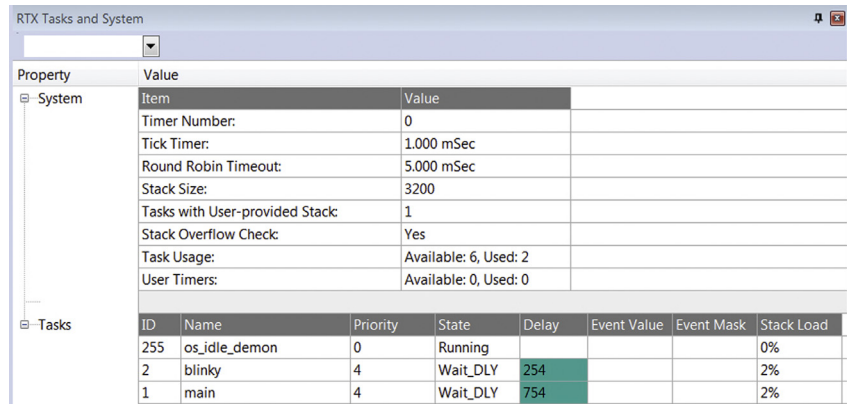 RTX Tasks and System
Property Value
System Item Value
Timer Number: 0
Tick Timer: 1.000 mSec
Round Robin Timeout: 5.000 mSec
Stack Size: 3200
Tasks with User-provided Stack: 1
Stack Overflow Check: Yes
Task Usage: Available: 6, Used: 2
User Timers: Available: 0, Used: 0
Tasks ID Name Priority State Delay Event Value Event Mask Stack Load
255 os_idle_demon 0 Running 0%
2 blinky 4 Wait_DLY 254 2%
1 main 4 Wait_DLY 754 2%